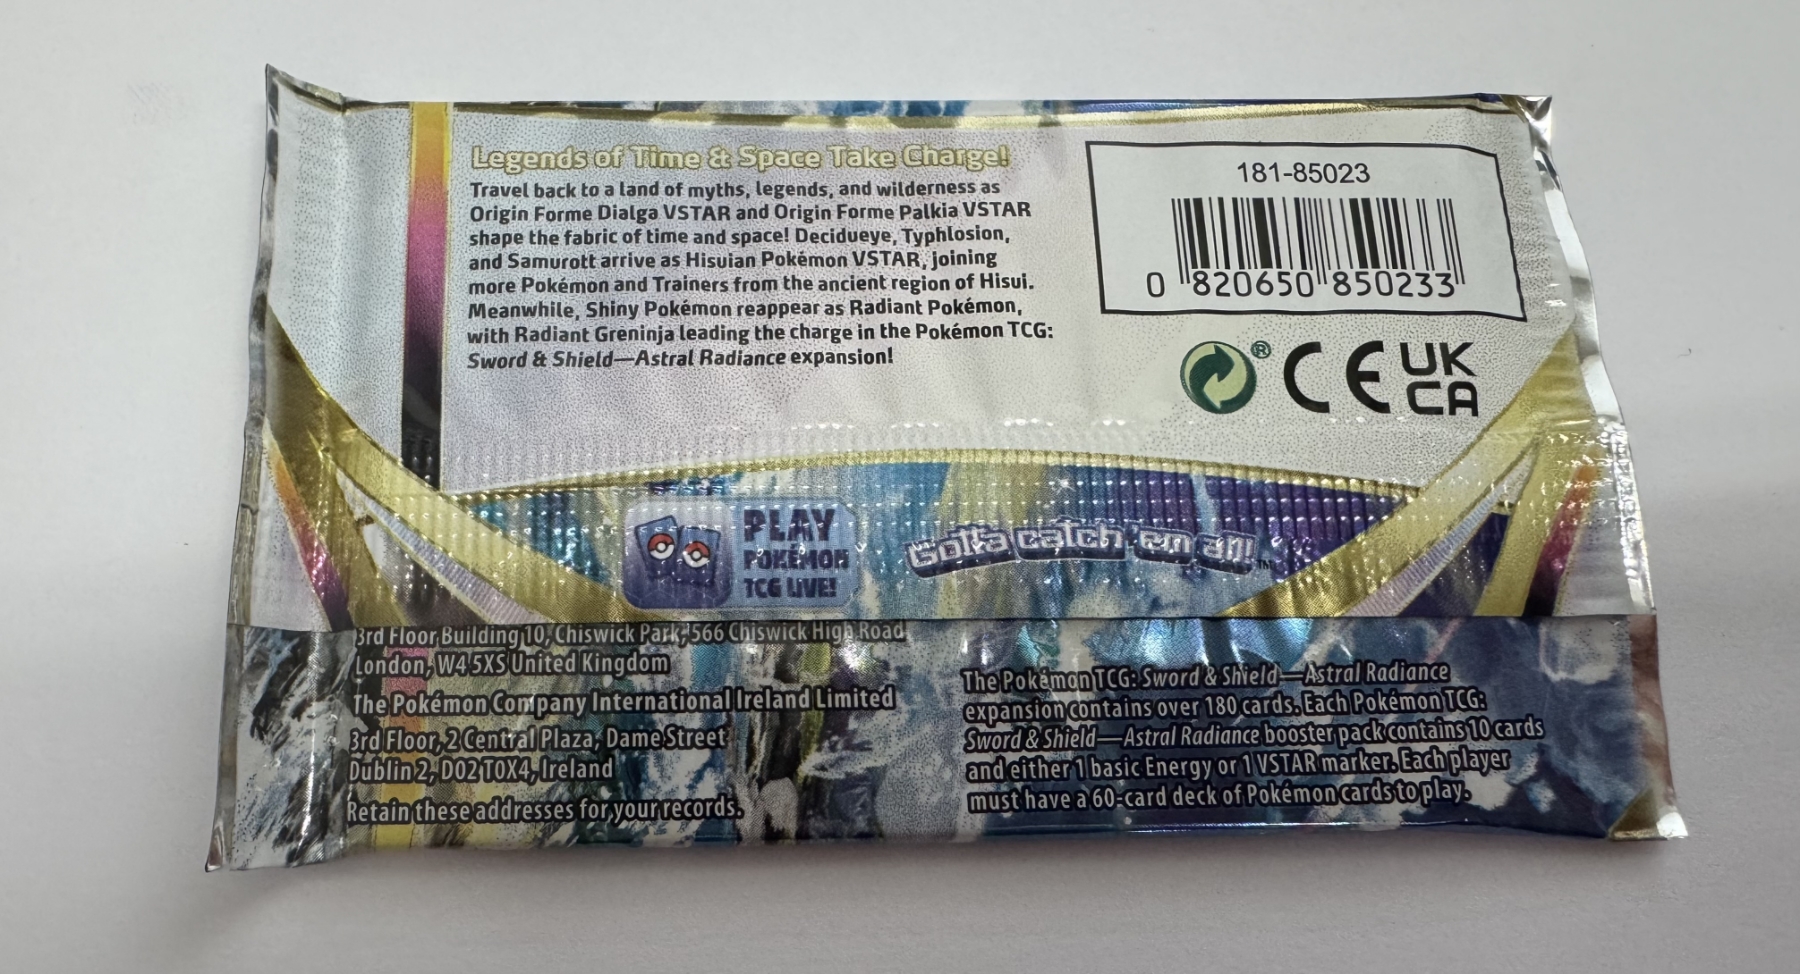 Legends of Time & Space Take Charge!
Travel back to a land of myths, legends, and wilderness as
Origin Forme Dialga VSTAR and Origin Forme Palkia VSTAR
shape the fabric of time and space! Decidueye, Typhlosion,
and Samurott arrive as Hisuian Pokémon VSTAR, joining
more Pokémon and Trainers from the ancient region of Hisui.
Meanwhile, Shiny Pokémon reappear as Radiant Pokémon,
with Radiant Greninja leading the charge in the Pokémon TCG:
Sword & Shield—Astral Radiance expansion!
181-85023
0 820650 850233
® CE UK
CA
PLAY
POKÉMON
TCG LIVE!
Gotta catch 'em all!™
3rd Floor Building 10, Chiswick Park, 566 Chiswick High Road
London, W4 5XS United Kingdom
The Pokémon Company International Ireland Limited
3rd Floor, 2 Central Plaza, Dame Street
Dublin 2, D02 T0X4, Ireland
Retain these addresses for your records.
The Pokémon TCG: Sword & Shield—Astral Radiance
expansion contains over 180 cards. Each Pokémon TCG:
Sword & Shield—Astral Radiance booster pack contains 10 cards
and either 1 basic Energy or 1 VSTAR marker. Each player
must have a 60-card deck of Pokémon cards to play.